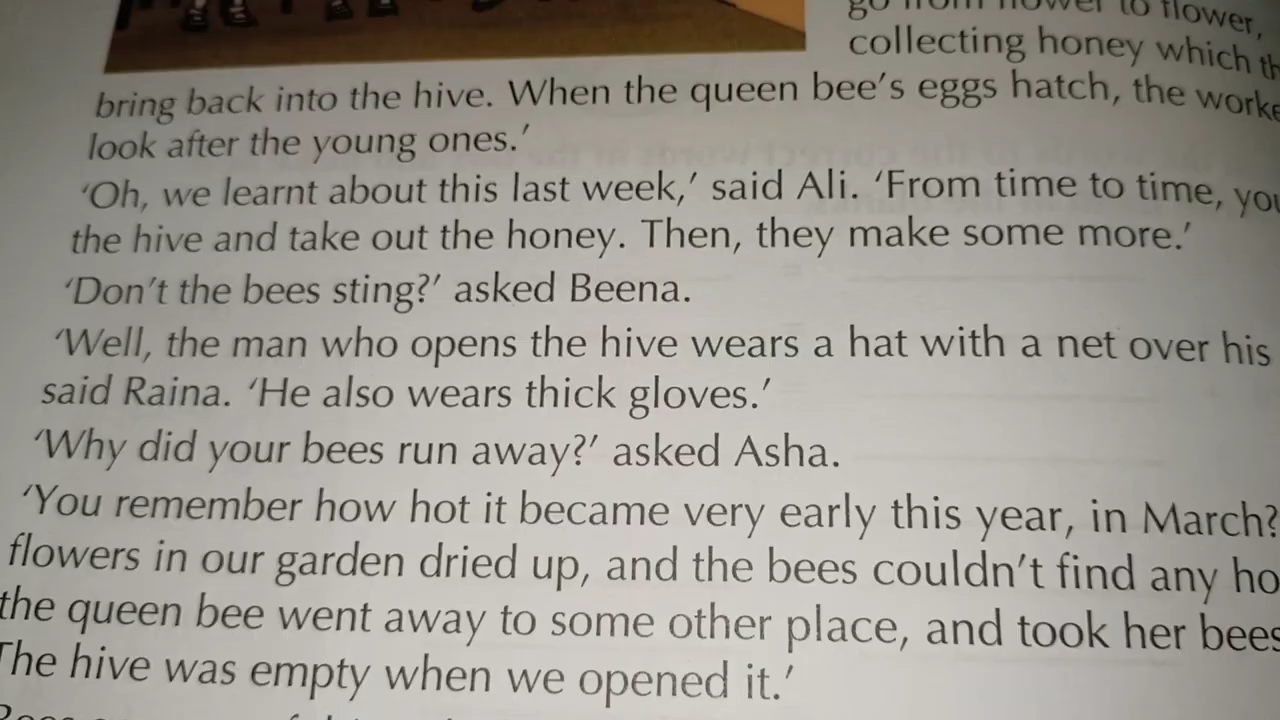 go from flower to flower,
collecting honey which
bring back into the hive. When the queen bee's eggs hatch, the
look after the young ones.'
'Oh, we learnt about this last week,' said Ali. 'From time to time,
the hive and take out the honey. Then, they make some more.'
'Don't the bees sting?' asked Beena.
'Well, the man who opens the hive wears a hat with a net over his
said Raina. 'He also wears thick gloves.'
'Why did your bees run away?' asked Asha.
'You remember how hot it became very early this year, in March?
flowers in our garden dried up, and the bees couldn't find any
the queen bee went away to some other place, and took her bees
The hive was empty when we opened it.'